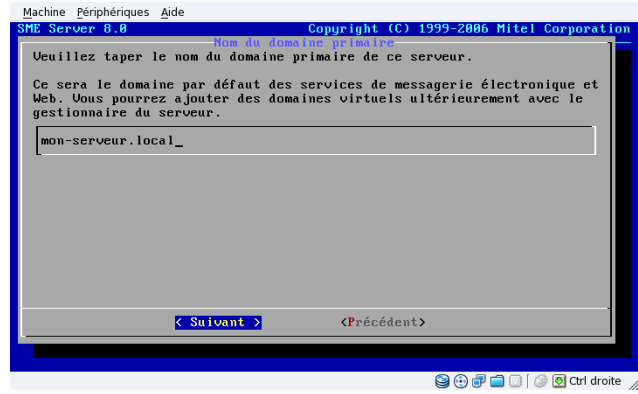 Machine Périphériques Aide
SME Server 8.0 Copyright (C) 1999-2006 Mitel Corporation
Nom du domaine primaire
Veuillez taper le nom du domaine primaire de ce serveur.
Ce sera le domaine par défaut des services de messagerie électronique et
Web. Vous pourrez ajouter des domaines virtuels ultérieurement avec le
gestionnaire du serveur.
mon-serveur.local_
< Suivant > <Précédent>
Ctrl droite